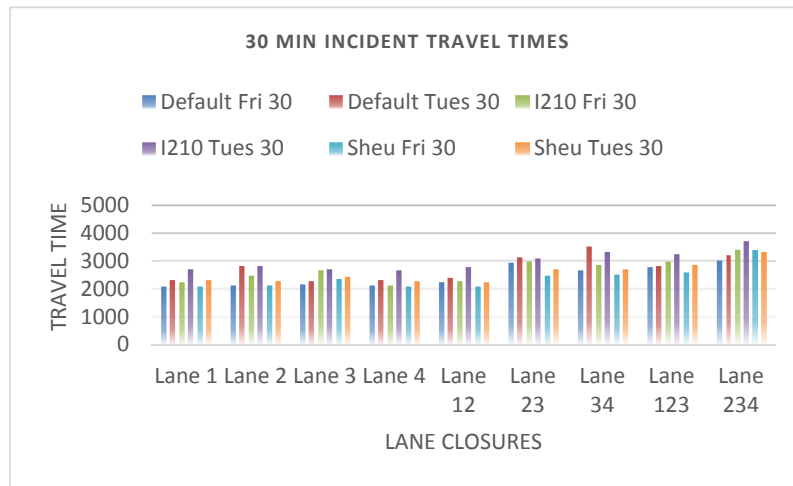 30 MIN INCIDENT TRAVEL TIMES
Default Fri 30 Default Tues 30 I210 Fri 30
I210 Tues 30 Sheu Fri 30 Sheu Tues 30
TRAVEL TIME
5000
4000
3000
2000
1000
0
Lane 1 Lane 2 Lane 3 Lane 4 Lane Lane Lane Lane Lane
12 23 34 123 234
LANE CLOSURES